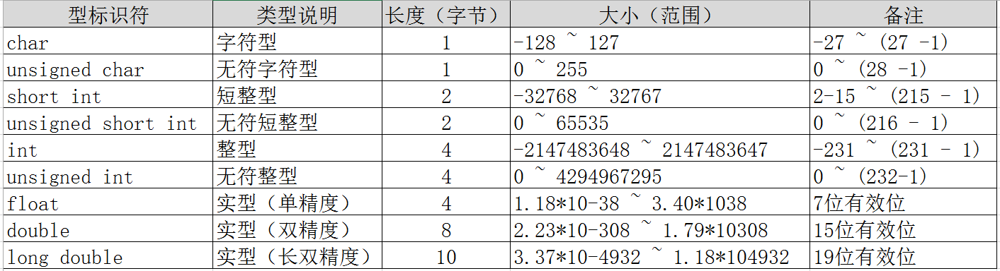 型标识符 类型说明 长度（字节） 大小（范围） 备注
char 字符型 1 -128 ~ 127 -27 ~ (27 -1)
unsigned char 无符字符型 1 0 ~ 255 0 ~ (28 -1)
short int 短整型 2 -32768 ~ 32767 2-15 ~ (215 - 1)
unsigned short int 无符短整型 2 0 ~ 65535 0 ~ (216 - 1)
int 整型 4 -2147483648 ~ 2147483647 -231 ~ (231 - 1)
unsigned int 无符整型 4 0 ~ 4294967295 0 ~ (232-1)
float 实型（单精度） 4 1.18*10-38 ~ 3.40*1038 7位有效位
double 实型（双精度） 8 2.23*10-308 ~ 1.79*10308 15位有效位
long double 实型（长双精度） 10 3.37*10-4932 ~ 1.18*104932 19位有效位